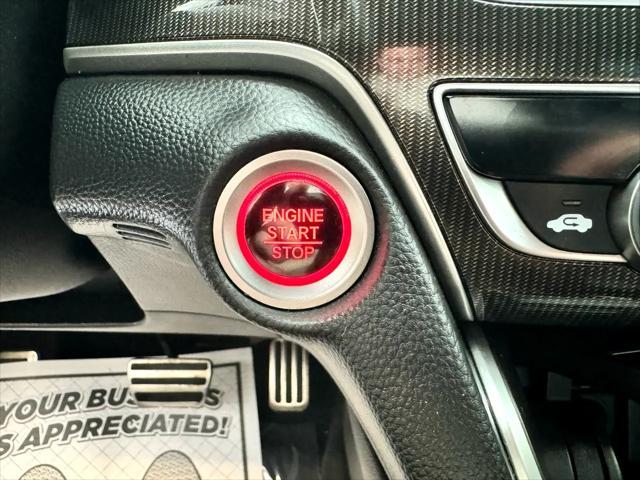 ENGINE
START
STOP
YOUR BUS
S APPRECIATED!